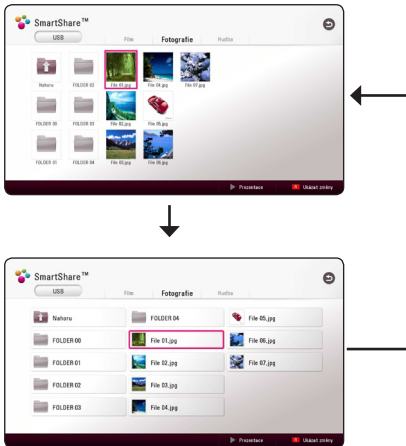 SmartShare™
USB
Film Fotografie Hudba
Nahoru FOLDER 02 File 01.jpg File 04.jpg File 07.jpg
FOLDER 00 FOLDER 03 File 02.jpg File 05.jpg
FOLDER 01 FOLDER 04 File 03.jpg File 06.jpg
Prezentace Ukázat změny
SmartShare™
USB
Film Fotografie Hudba
Nahoru FOLDER 04 File 05.jpg
FOLDER 00 File 01.jpg File 06.jpg
FOLDER 01 File 02.jpg File 07.jpg
FOLDER 02 File 03.jpg
FOLDER 03 File 04.jpg
Prezentace Ukázat změny